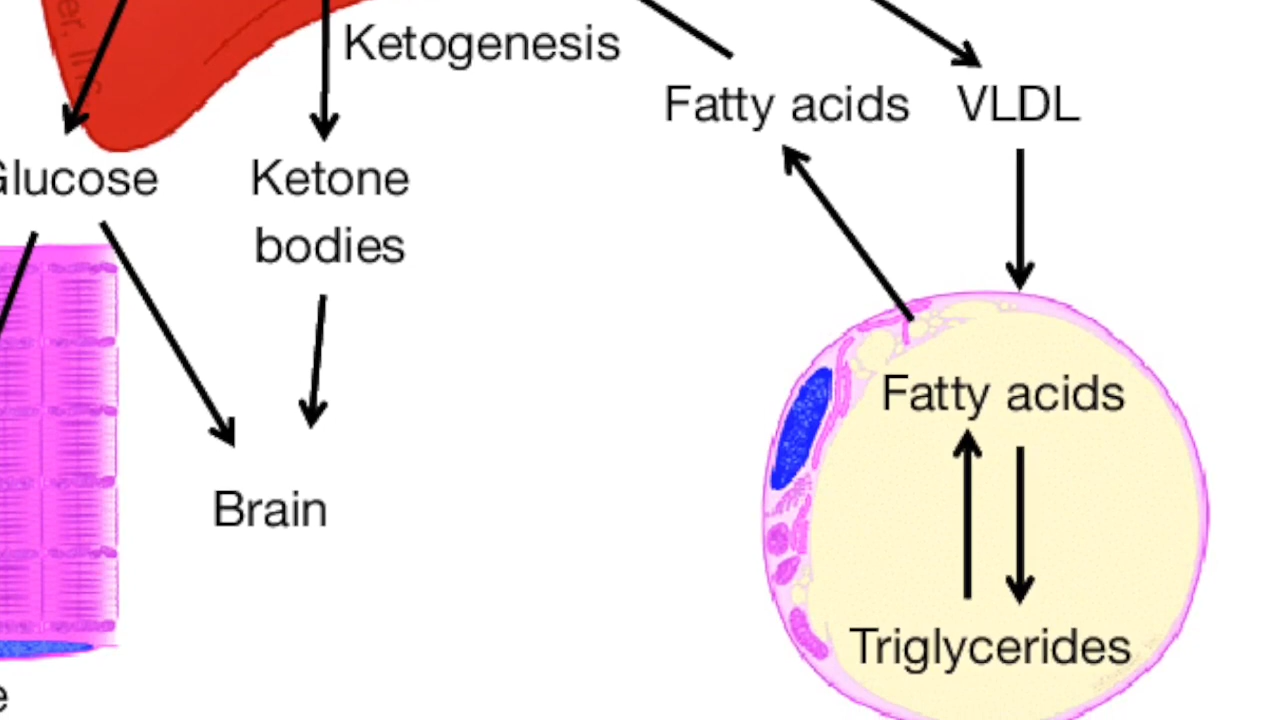 Ketogenesis
Fatty acids
VLDL
Glucose
Ketone
bodies
Fatty acids
Brain
Triglycerides